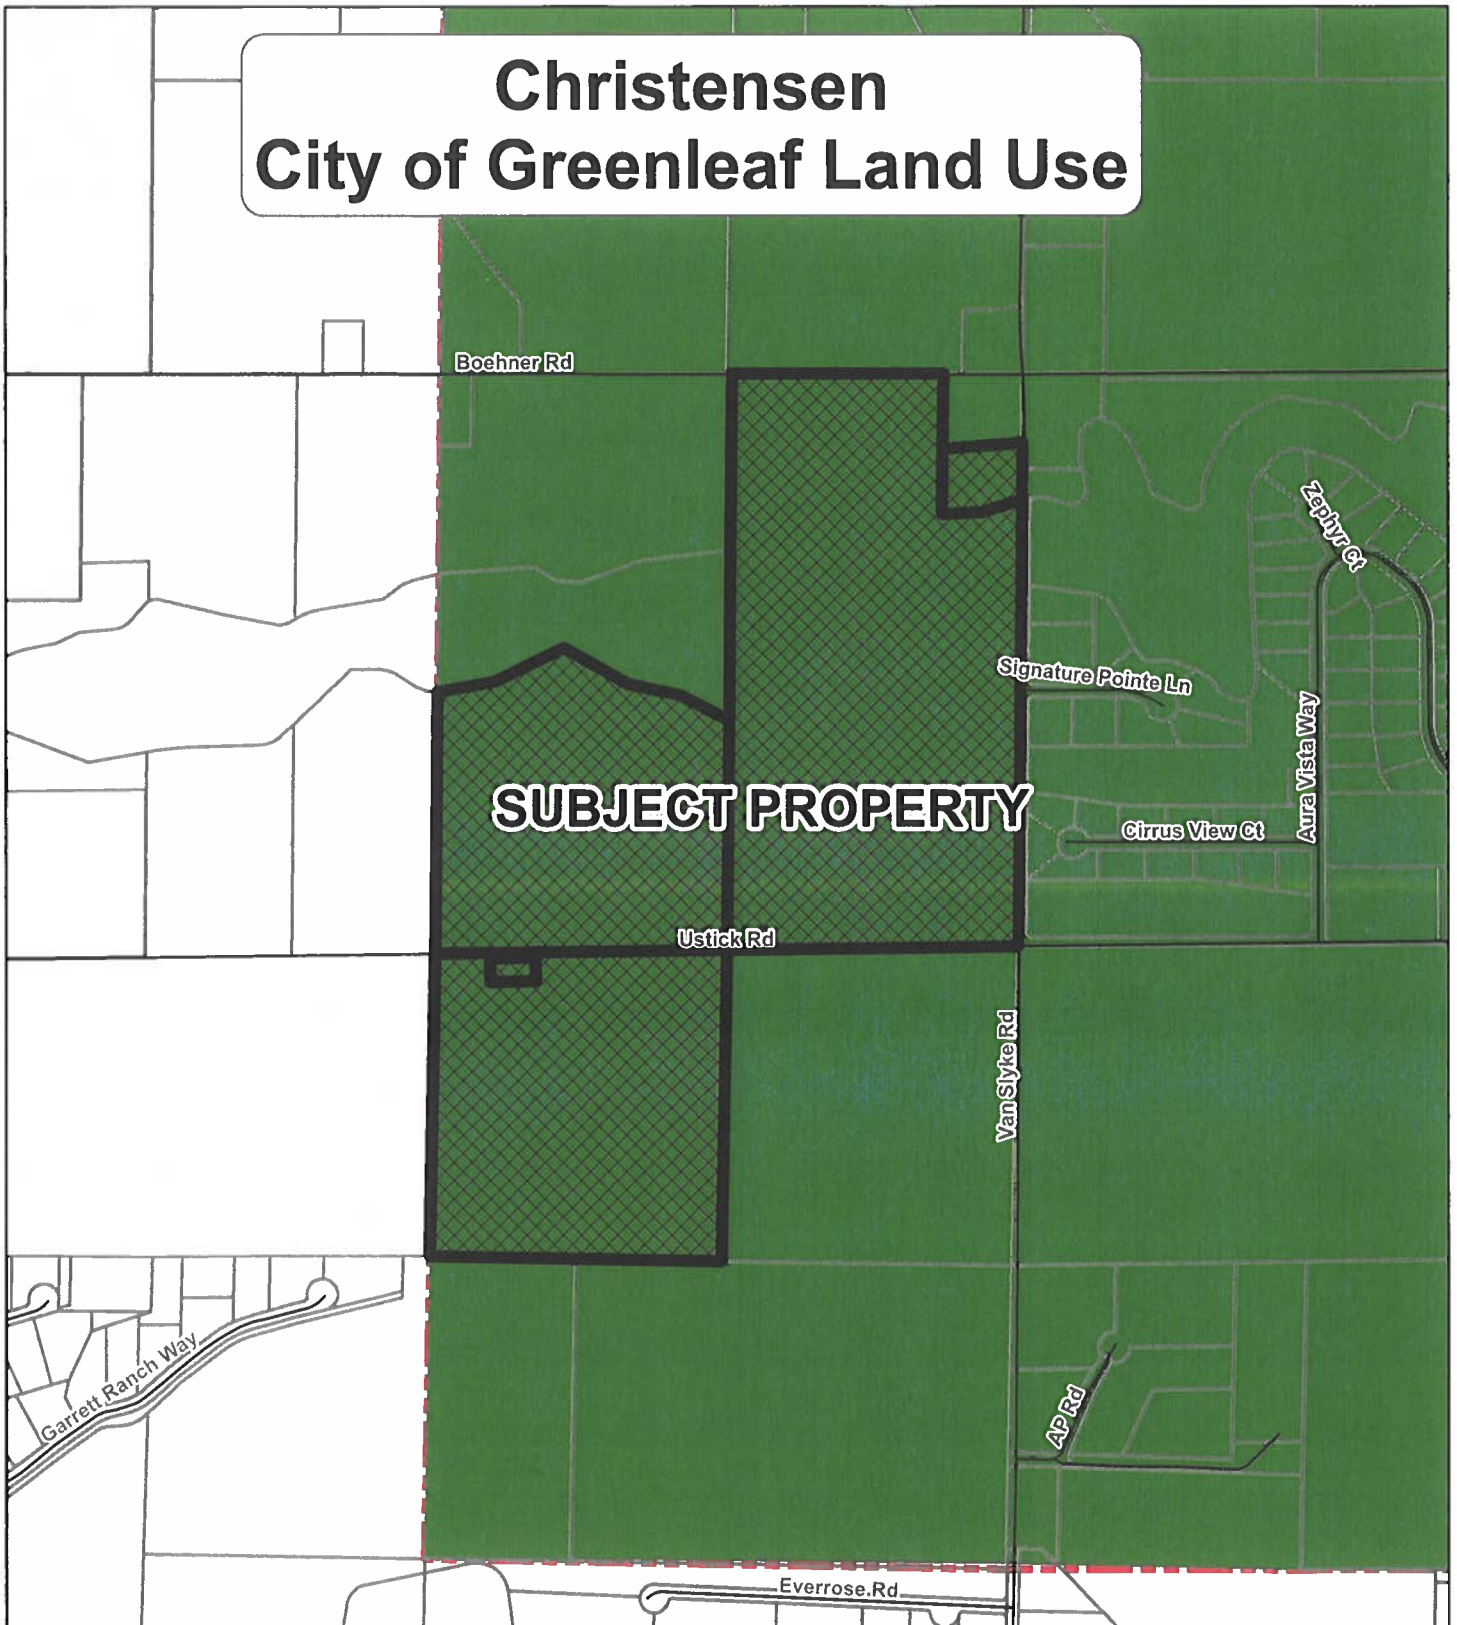 Christensen
City of Greenleaf Land Use
Boehner Rd
Zephyr Ct
Signature Pointe Ln
Aura Vista Way
SUBJECT PROPERTY
Cirrus View Ct
Ustick Rd
Van Slyke Rd
Garrett Ranch Way
AP Rd
Everrose Rd